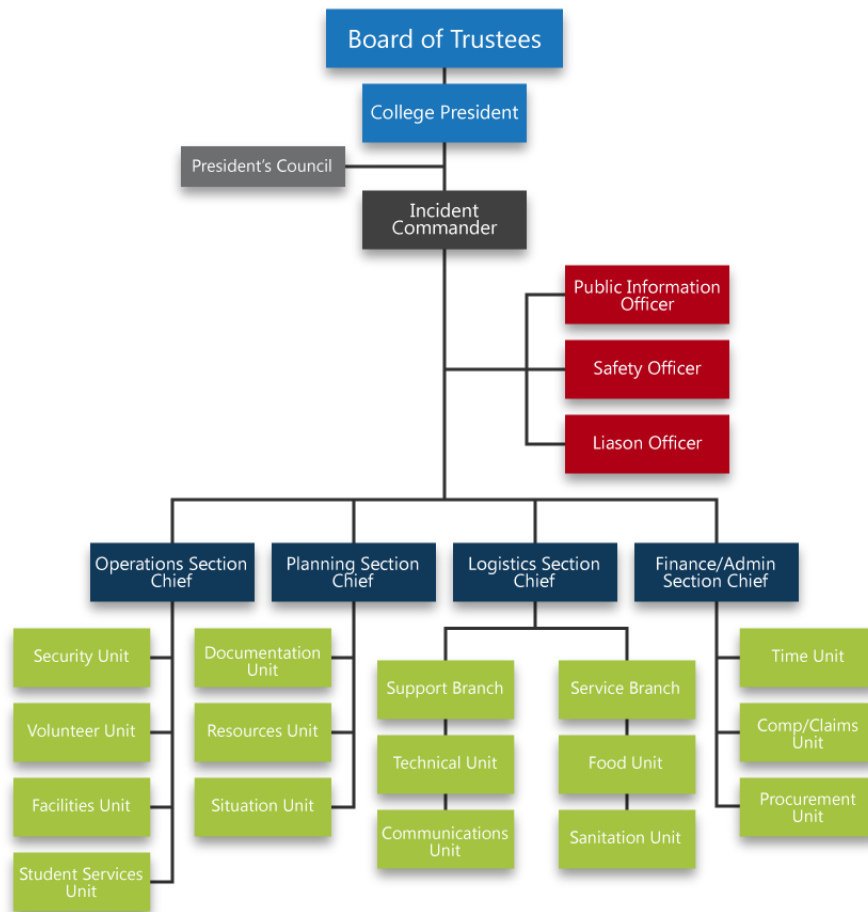 Board of Trustees
College President
President's Council
Incident
Commander
Public Information
Officer
Safety Officer
Liason Officer
Operations Section
Chief
Planning Section
Chief
Logistics Section
Chief
Finance/Admin
Section Chief
Security Unit
Volunteer Unit
Facilities Unit
Student Services
Unit
Documentation
Unit
Resources Unit
Situation Unit
Support Branch
Technical Unit
Communications
Unit
Service Branch
Food Unit
Sanitation Unit
Time Unit
Comp/Claims
Unit
Procurement
Unit